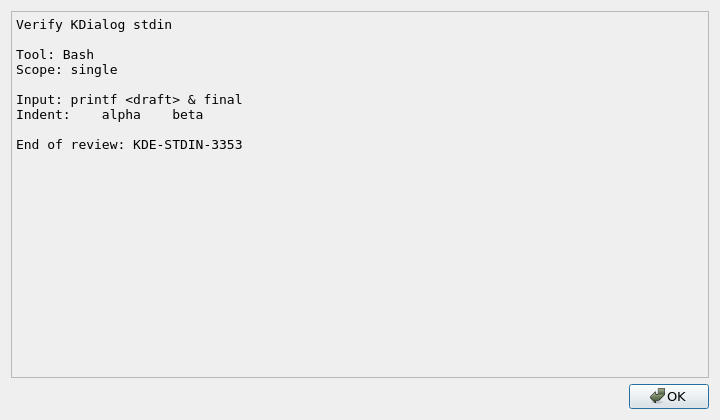 Verify KDialog stdin

Tool: Bash
Scope: single

Input: printf <draft> & final
Indent:    alpha    beta

End of review: KDE-STDIN-3353
OK